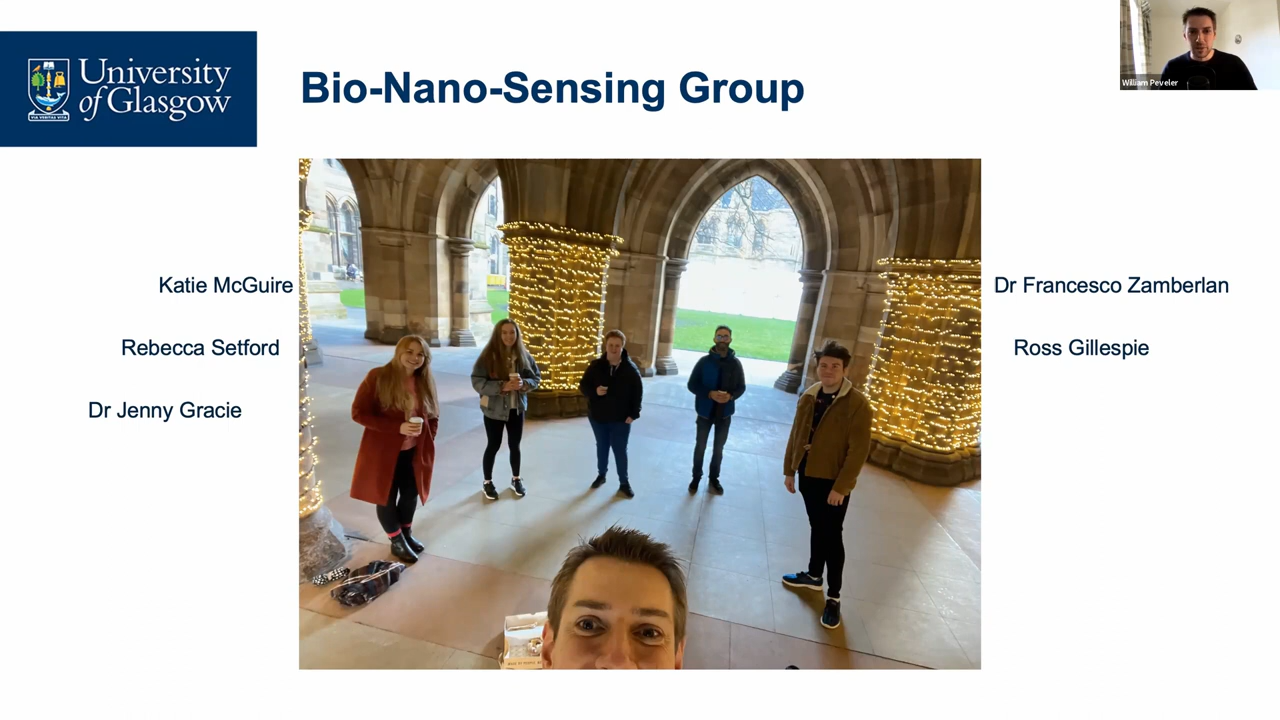 University
of Glasgow
VIA VERITAS VITA
Bio-Nano-Sensing Group
William Peveler
Katie McGuire
Rebecca Setford
Dr Jenny Gracie
Dr Francesco Zamberlan
Ross Gillespie